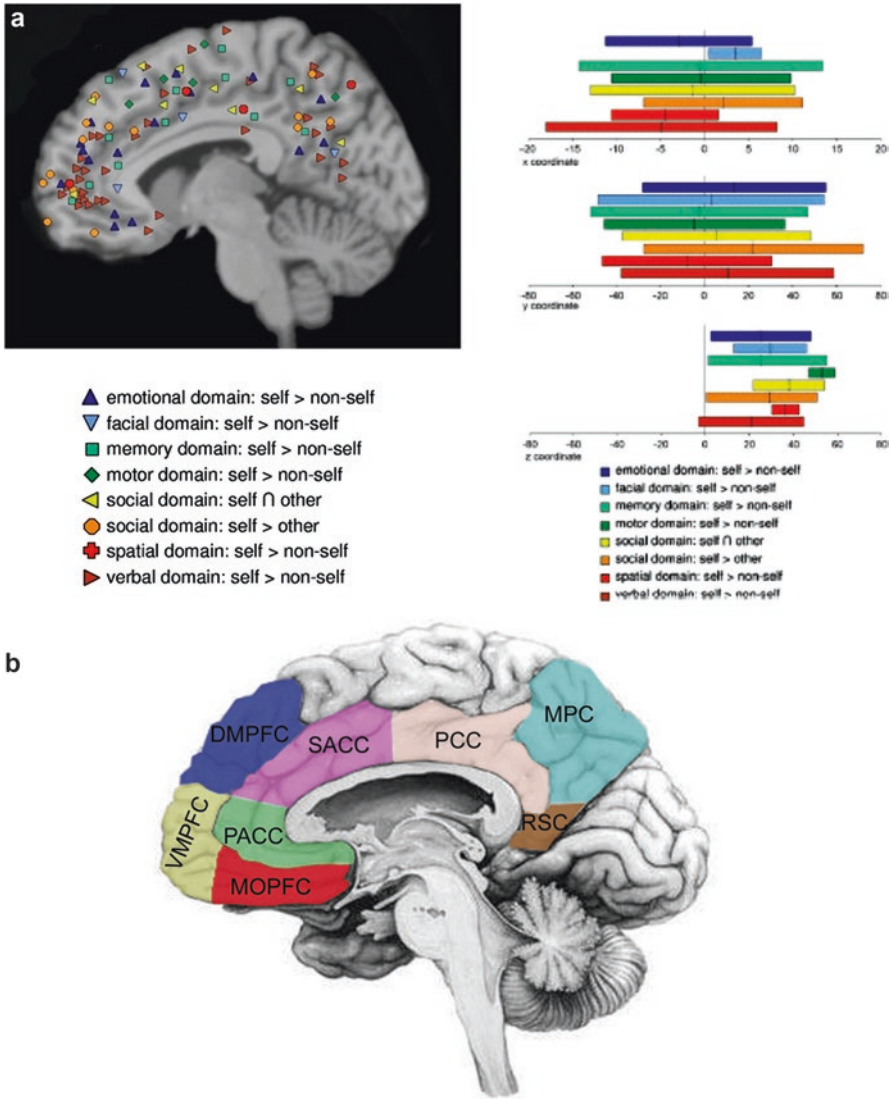 a
-20 -15 -10 -5 0 5 10 15 20
x coordinate
-80 -60 -40 -20 0 20 40 60 80
y coordinate
-80 -60 -40 -20 0 20 40 60 80
z coordinate
emotional domain: self > non-self
facial domain: self > non-self
memory domain: self > non-self
motor domain: self > non-self
social domain: self ∩ other
social domain: self > other
spatial domain: self > non-self
verbal domain: self > non-self
emotional domain: self > non-self
facial domain: self > non-self
memory domain: self > non-self
motor domain: self > non-self
social domain: self ∩ other
social domain: self > other
spatial domain: self > non-self
verbal domain: self > non-self
b
DMPFC
SACC
PCC
MPC
VMPFC
PACC
RSC
MOPFC